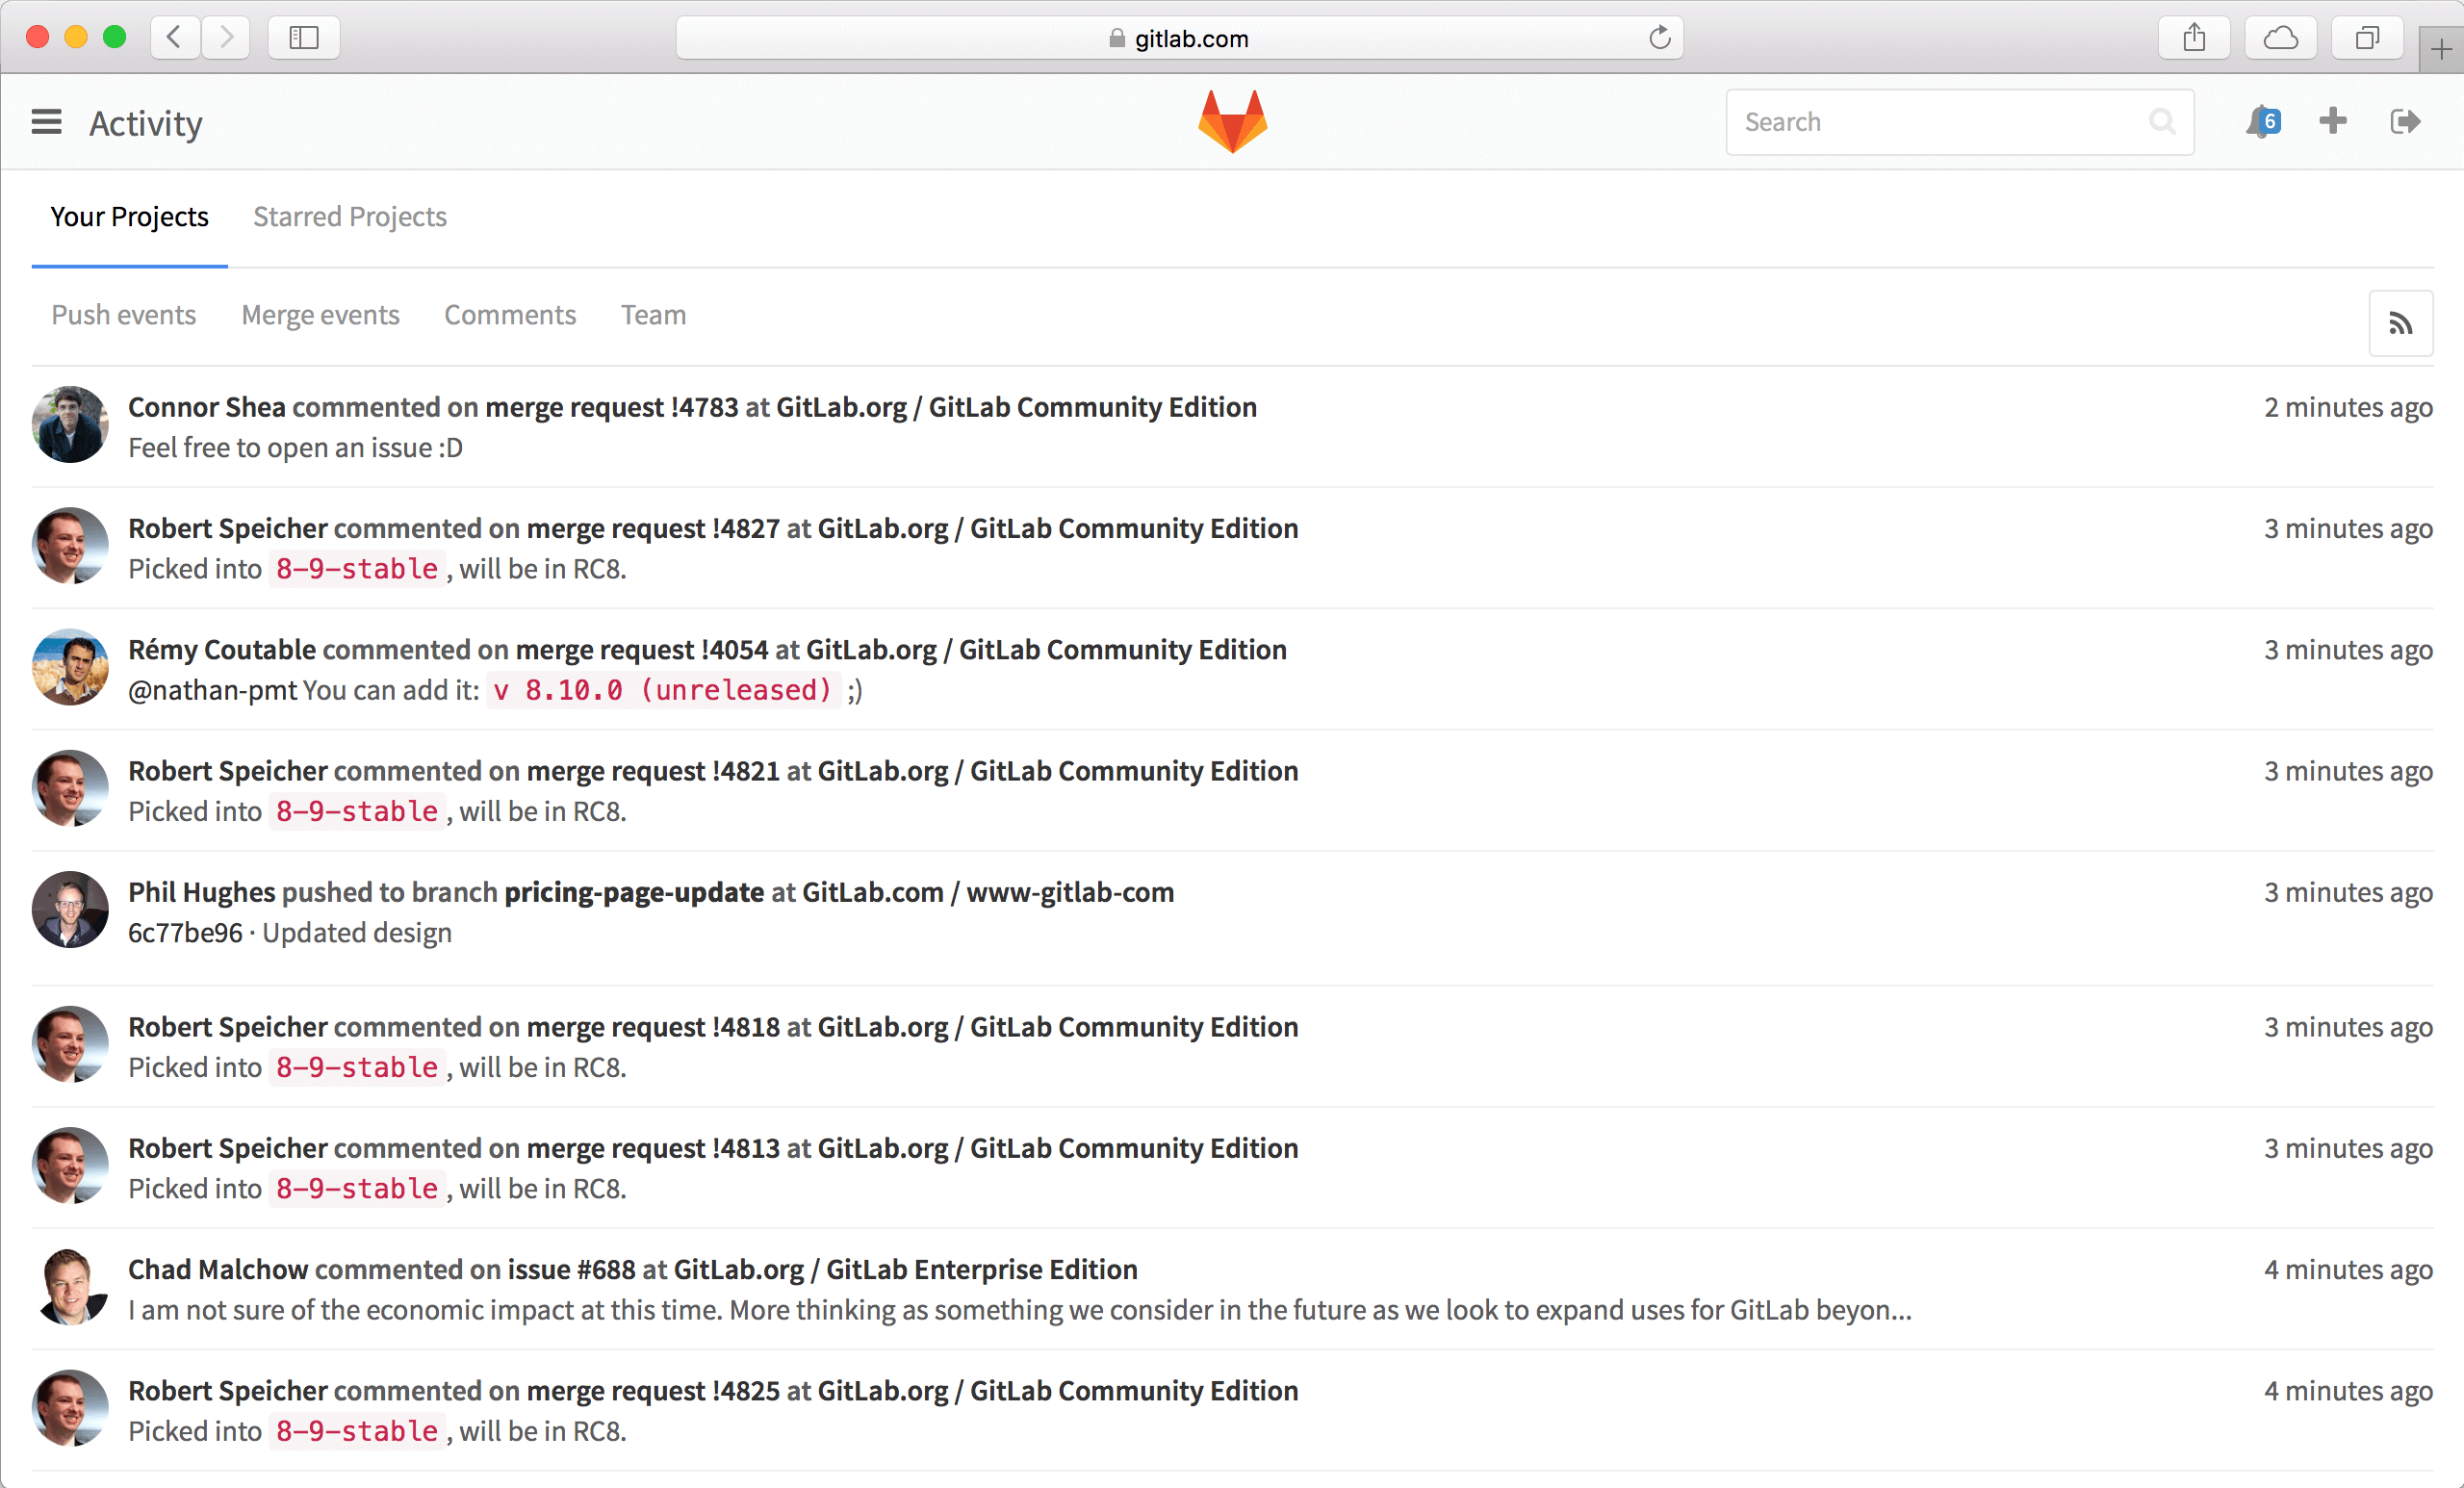 gitlab.com
Activity
Search
6
Your Projects Starred Projects
Push events Merge events Comments Team
Connor Shea commented on merge request !4783 at GitLab.org / GitLab Community Edition 2 minutes ago
Feel free to open an issue :D
Robert Speicher commented on merge request !4827 at GitLab.org / GitLab Community Edition 3 minutes ago
Picked into 8-9-stable, will be in RC8.
Rémy Coutable commented on merge request !4054 at GitLab.org / GitLab Community Edition 3 minutes ago
@nathan-pmt You can add it: v 8.10.0 (unreleased) ;)
Robert Speicher commented on merge request !4821 at GitLab.org / GitLab Community Edition 3 minutes ago
Picked into 8-9-stable, will be in RC8.
Phil Hughes pushed to branch pricing-page-update at GitLab.com / www-gitlab-com 3 minutes ago
6c77be96 · Updated design
Robert Speicher commented on merge request !4818 at GitLab.org / GitLab Community Edition 3 minutes ago
Picked into 8-9-stable, will be in RC8.
Robert Speicher commented on merge request !4813 at GitLab.org / GitLab Community Edition 3 minutes ago
Picked into 8-9-stable, will be in RC8.
Chad Malchow commented on issue #688 at GitLab.org / GitLab Enterprise Edition 4 minutes ago
I am not sure of the economic impact at this time. More thinking as something we consider in the future as we look to expand uses for GitLab beyon...
Robert Speicher commented on merge request !4825 at GitLab.org / GitLab Community Edition 4 minutes ago
Picked into 8-9-stable, will be in RC8.